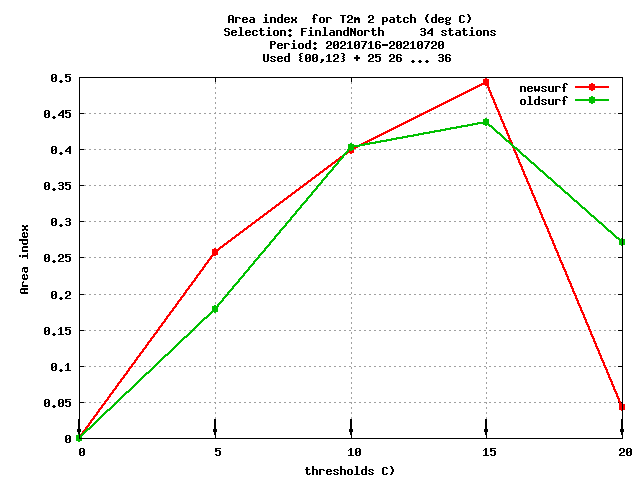 Area index  for T2m 2 patch (deg C)
Selection: FinlandNorth     34 stations
Period: 20210716-20210720
Used {00,12} + 25 26 ... 36
newsurf
oldsurf
0.5
0.45
0.4
0.35
0.3
0.25
0.2
0.15
0.1
0.05
0
Area index
0 5 10 15 20
thresholds C)